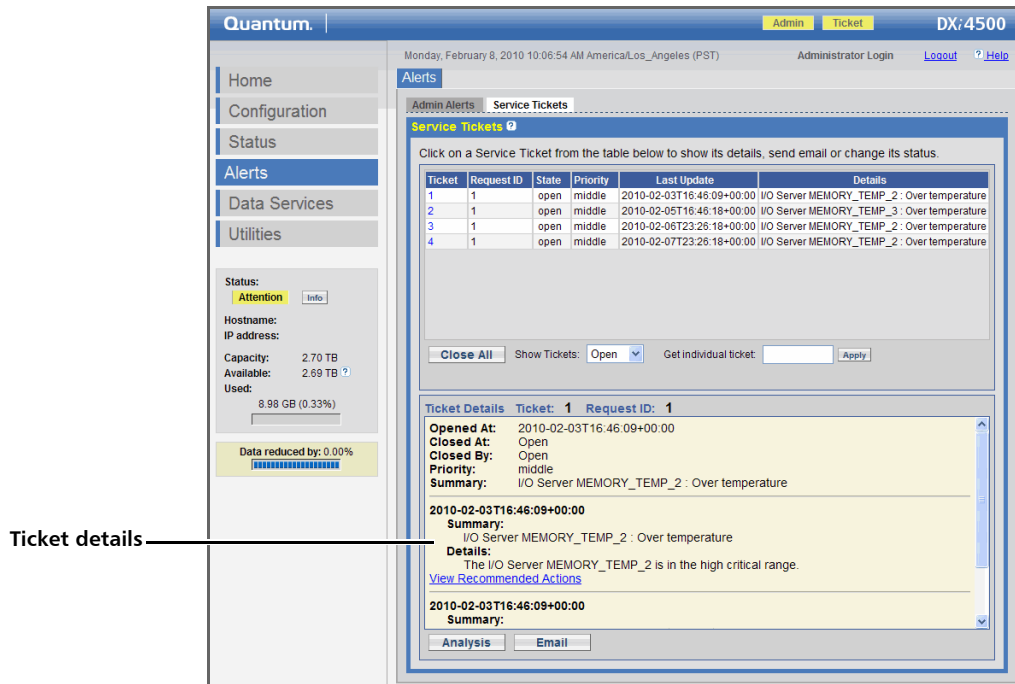 Quantum.
Admin Ticket DXi4500
Monday, February 8, 2010 10:06:54 AM America/Los_Angeles (PST) Administrator Login Logout ? Help
Home
Configuration
Status
Alerts
Data Services
Utilities
Status:
Attention Info
Hostname:
IP address:
Capacity: 2.70 TB
Available: 2.69 TB ?
Used:
8.98 GB (0.33%)
Data reduced by: 0.00%
Alerts
Admin Alerts Service Tickets
Service Tickets ?
Click on a Service Ticket from the table below to show its details, send email or change its status.
Ticket Request ID State Priority Last Update Details
1 1 open middle 2010-02-03T16:46:09+00:00 I/O Server MEMORY_TEMP_2 : Over temperature
2 1 open middle 2010-02-05T16:46:18+00:00 I/O Server MEMORY_TEMP_3 : Over temperature
3 1 open middle 2010-02-06T23:26:18+00:00 I/O Server MEMORY_TEMP_2 : Over temperature
4 1 open middle 2010-02-07T23:26:18+00:00 I/O Server MEMORY_TEMP_2 : Over temperature
Close All Show Tickets: Open Get individual ticket: Apply
Ticket Details Ticket: 1 Request ID: 1
Opened At: 2010-02-03T16:46:09+00:00
Closed At: Open
Closed By: Open
Priority: middle
Summary: I/O Server MEMORY_TEMP_2 : Over temperature
2010-02-03T16:46:09+00:00
Summary:
I/O Server MEMORY_TEMP_2 : Over temperature
Details:
The I/O Server MEMORY_TEMP_2 is in the high critical range.
View Recommended Actions
2010-02-03T16:46:09+00:00
Summary:
Analysis Email
Ticket details